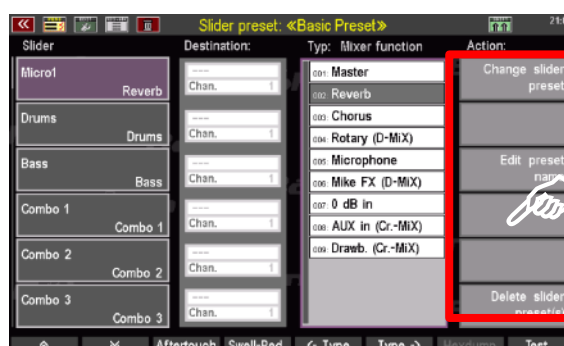 Slider preset: «Basic Preset»
Slider Destination: Typ: Mixer function Action:
Micro1
Reverb
---
Chan. 1
Drums
Drums
---
Chan. 1
Bass
Bass
---
Chan. 1
Combo 1
Combo 1
---
Chan. 1
Combo 2
Combo 2
---
Chan. 1
Combo 3
Combo 3
---
Chan. 1
001: Master
002: Reverb
003: Chorus
004: Rotary (D-MiX)
005: Microphone
006: Mike FX (D-MiX)
007: 0 dB in
008: AUX in (Cr.-MiX)
009: Drawb. (Cr.-MiX)
Change slider
preset
Edit preset
name
Delete slider
preset(s)
Aftertouch Swell-Ped. <- Type Type -> Hexdump Test